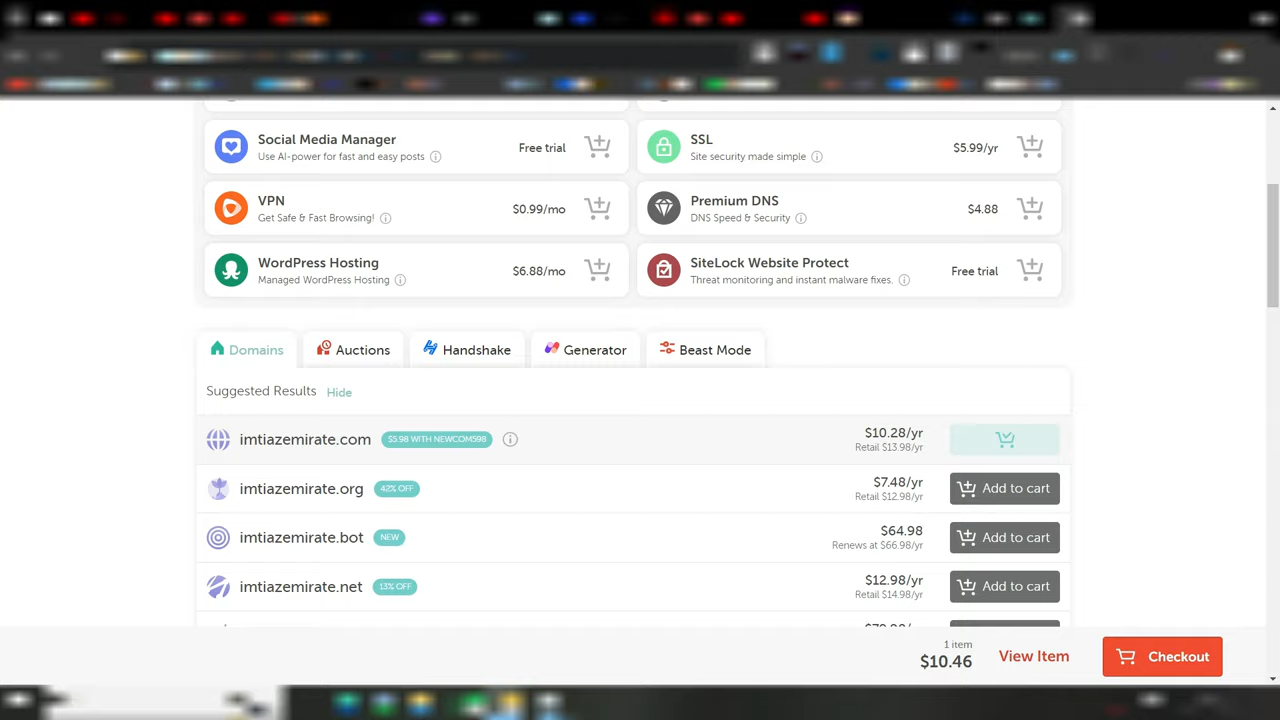 Social Media Manager
Use AI-power for fast and easy posts
Free trial
SSL
Site security made simple
$5.99/yr
VPN
Get Safe & Fast Browsing!
$0.99/mo
Premium DNS
DNS Speed & Security
$4.88
WordPress Hosting
Managed WordPress Hosting
$6.88/mo
SiteLock Website Protect
Threat monitoring and instant malware fixes.
Free trial
Domains
Auctions
Handshake
Generator
Beast Mode
Suggested Results Hide
imtiazemirate.com $5.98 WITH NEWCOM598
$10.28/yr
Retail $13.98/yr
imtiazemirate.org 42% OFF
$7.48/yr
Retail $12.98/yr
Add to cart
imtiazemirate.bot NEW
$64.98
Renews at $66.98/yr
Add to cart
imtiazemirate.net 13% OFF
$12.98/yr
Retail $14.98/yr
Add to cart
1 item
$10.46
View Item
Checkout